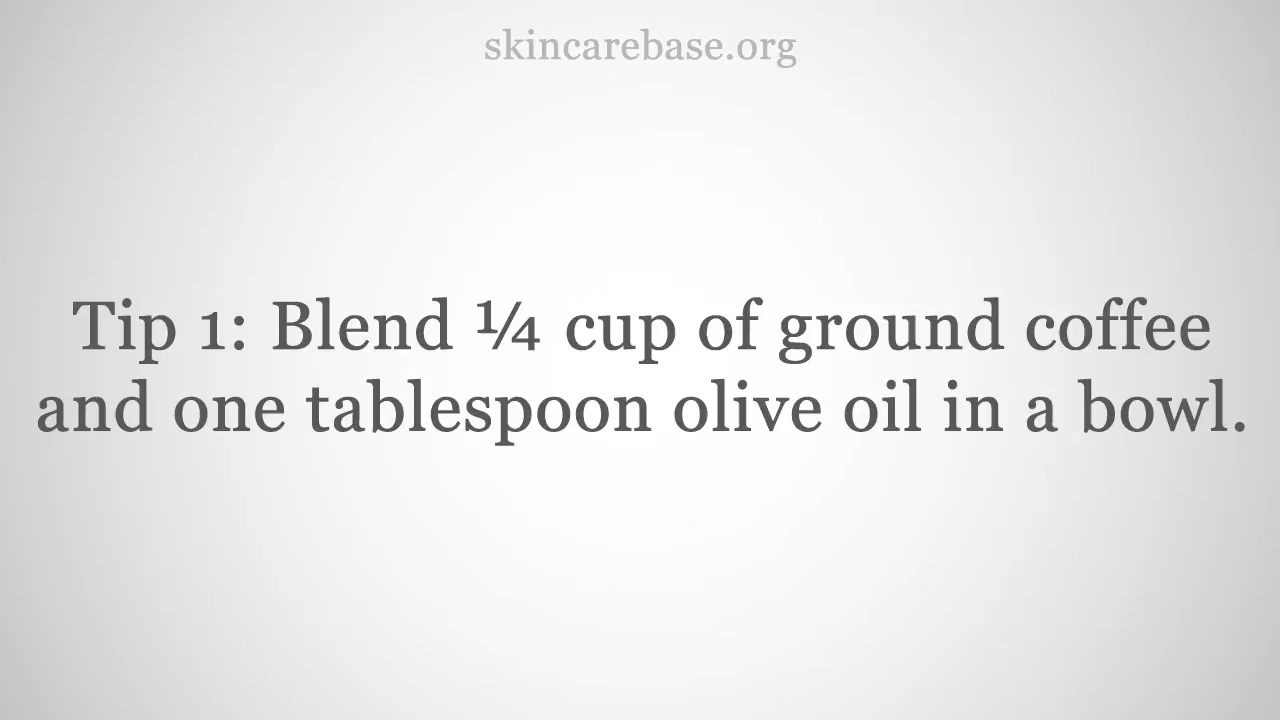 skincarebase.org
Tip 1: Blend ¼ cup of ground coffee
and one tablespoon olive oil in a bowl.